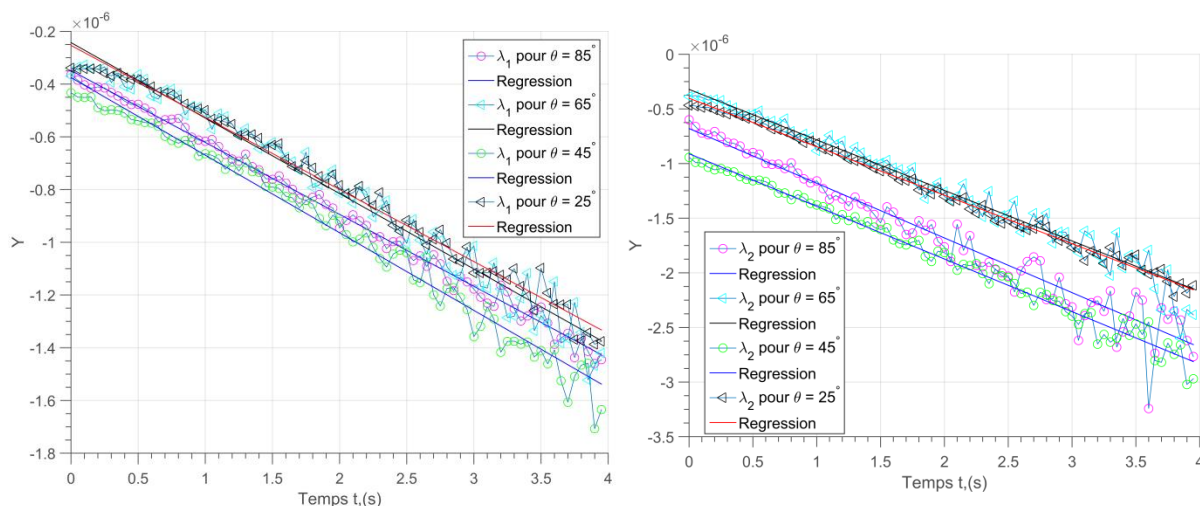 ×10⁻⁶
-0.2
-0.4
-0.6
-0.8
-1
-1.2
-1.4
-1.6
-1.8
Y
0 0.5 1 1.5 2 2.5 3 3.5 4
Temps t,(s)
λ₁ pour θ = 85°
Regression
λ₁ pour θ = 65°
Regression
λ₁ pour θ = 45°
Regression
λ₁ pour θ = 25°
Regression
×10⁻⁶
0
-0.5
-1
-1.5
-2
-2.5
-3
-3.5
Y
0 0.5 1 1.5 2 2.5 3 3.5 4
Temps t,(s)
λ₂ pour θ = 85°
Regression
λ₂ pour θ = 65°
Regression
λ₂ pour θ = 45°
Regression
λ₂ pour θ = 25°
Regression